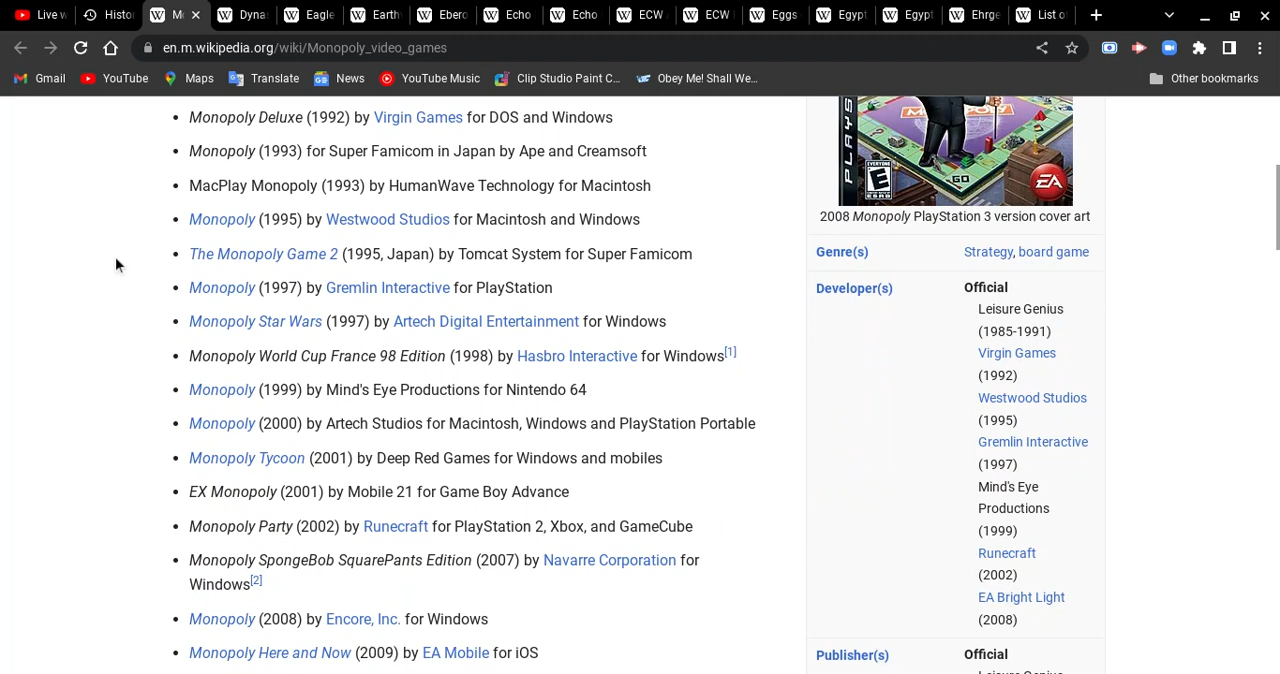 Live w
Histor
Mo
Dyna
Eagle
Earth
Ebero
Echo
Echo
ECW
ECW
Eggs
Egypt
Egypt
Ehrge
List o
en.m.wikipedia.org/wiki/Monopoly_video_games
Gmail
YouTube
Maps
Translate
News
YouTube Music
Clip Studio Paint C...
Obey Me! Shall We...
Other bookmarks
• Monopoly Deluxe (1992) by Virgin Games for DOS and Windows
• Monopoly (1993) for Super Famicom in Japan by Ape and Creamsoft
• MacPlay Monopoly (1993) by HumanWave Technology for Macintosh
• Monopoly (1995) by Westwood Studios for Macintosh and Windows
• The Monopoly Game 2 (1995, Japan) by Tomcat System for Super Famicom
• Monopoly (1997) by Gremlin Interactive for PlayStation
• Monopoly Star Wars (1997) by Artech Digital Entertainment for Windows
• Monopoly World Cup France 98 Edition (1998) by Hasbro Interactive for Windows[1]
• Monopoly (1999) by Mind's Eye Productions for Nintendo 64
• Monopoly (2000) by Artech Studios for Macintosh, Windows and PlayStation Portable
• Monopoly Tycoon (2001) by Deep Red Games for Windows and mobiles
• EX Monopoly (2001) by Mobile 21 for Game Boy Advance
• Monopoly Party (2002) by Runecraft for PlayStation 2, Xbox, and GameCube
• Monopoly SpongeBob SquarePants Edition (2007) by Navarre Corporation for
Windows[2]
• Monopoly (2008) by Encore, Inc. for Windows
• Monopoly Here and Now (2009) by EA Mobile for iOS
PLAYS
EVERYONE
E
ESRB
GO
EA
2008 Monopoly PlayStation 3 version cover art
Genre(s)
Strategy, board game
Developer(s)
Official
Leisure Genius
(1985-1991)
Virgin Games
(1992)
Westwood Studios
(1995)
Gremlin Interactive
(1997)
Mind's Eye
Productions
(1999)
Runecraft
(2002)
EA Bright Light
(2008)
Publisher(s)
Official
Leisure Genius